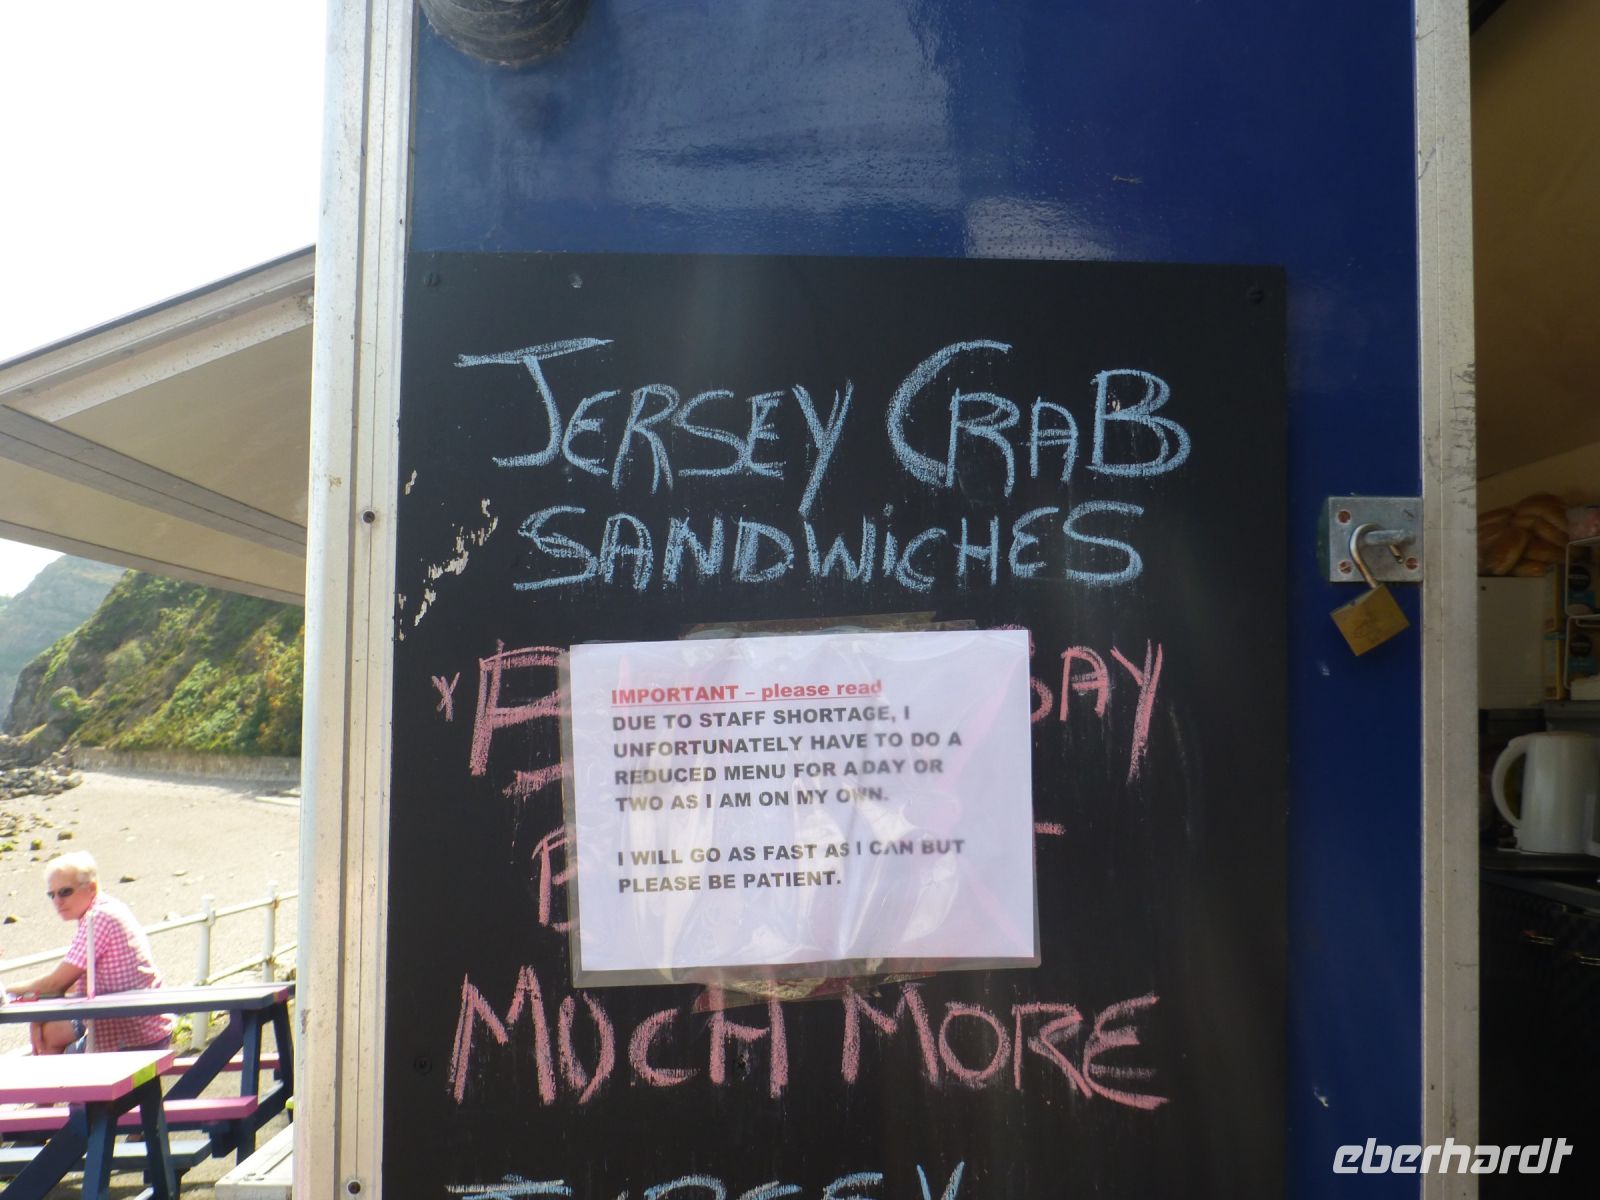 JERSEY CRAB
SANDWICHES
IMPORTANT – please read
DUE TO STAFF SHORTAGE, I
UNFORTUNATELY HAVE TO DO A
REDUCED MENU FOR A DAY OR
TWO AS I AM ON MY OWN.
I WILL GO AS FAST AS I CAN BUT
PLEASE BE PATIENT.
MUCH MORE
JERSEY
eberhardt